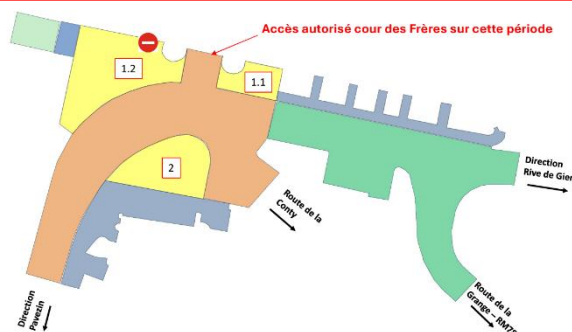 Accès autorisé cour des Frères sur cette période
1.2
1.1
2
Direction
Rive de Gier
Route de la
Conty
Direction
Pavezin
Route de la
Grange – RM